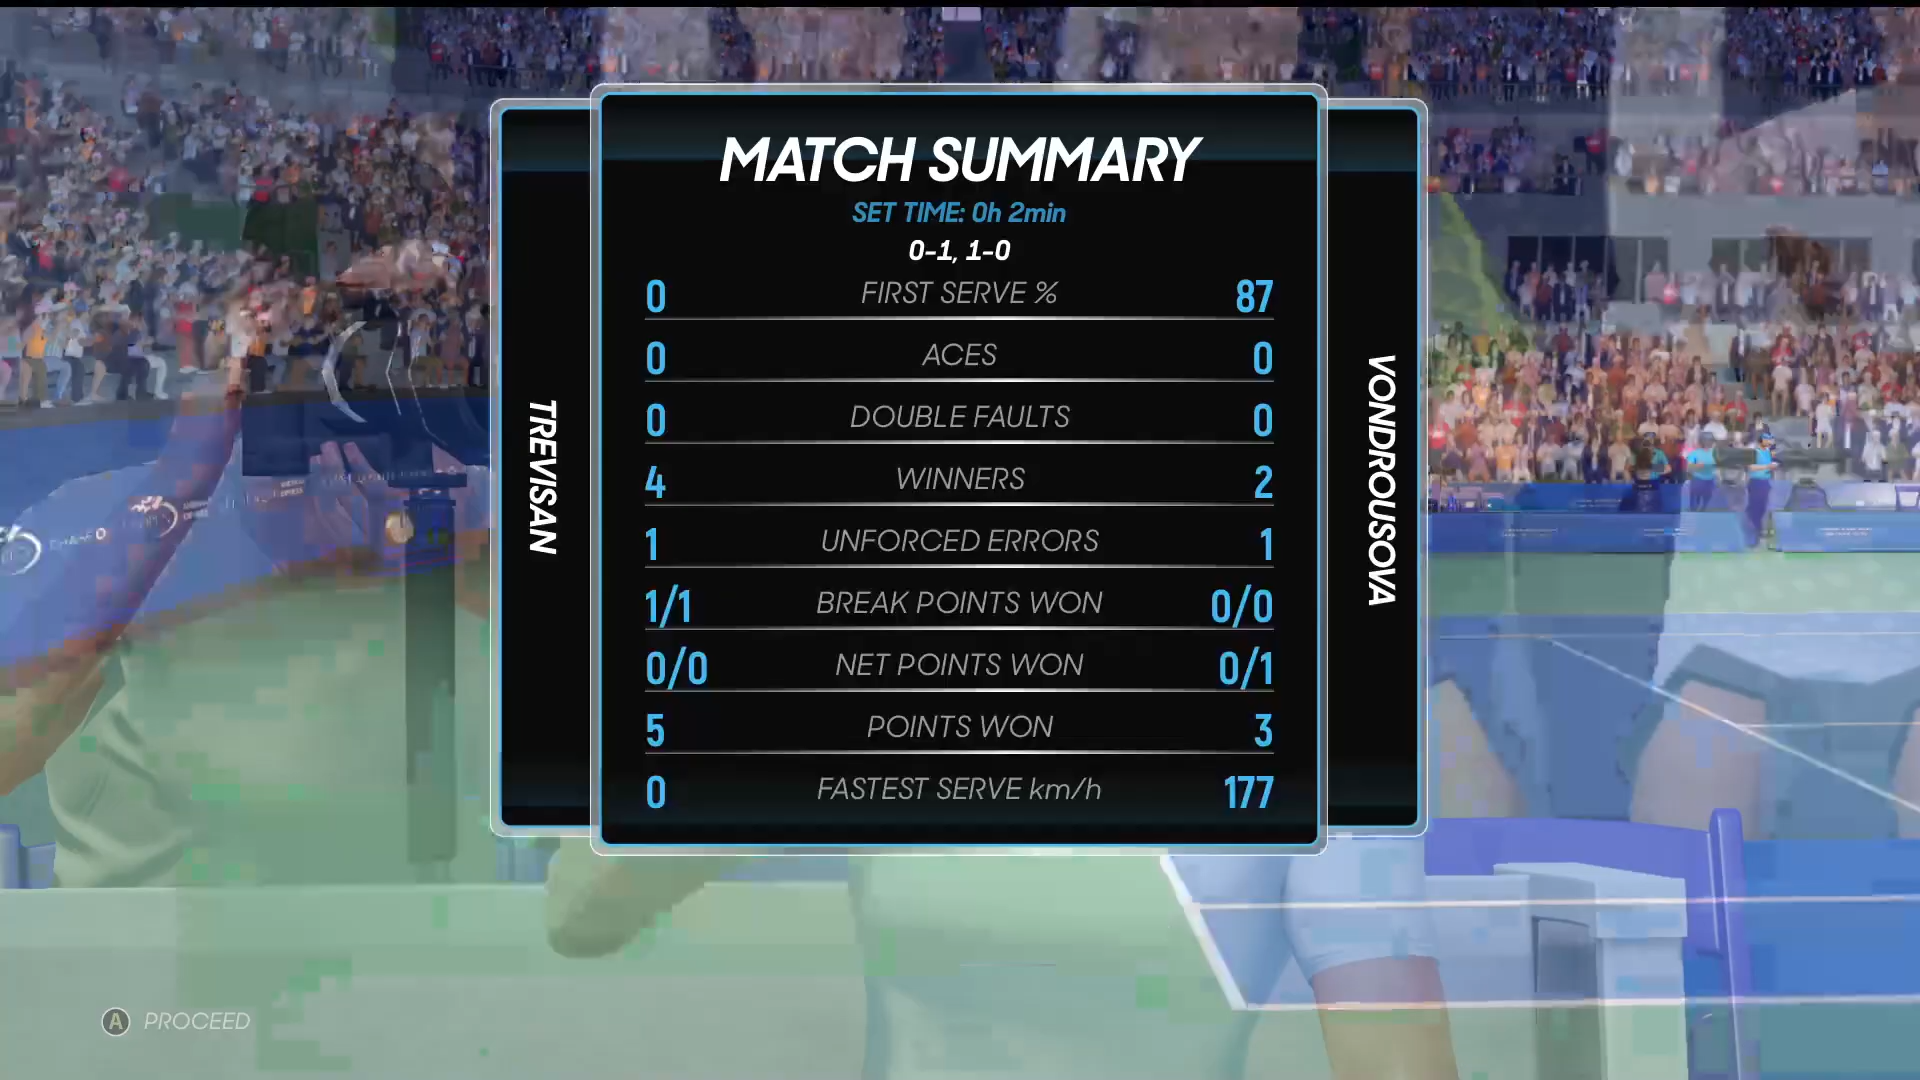 MATCH SUMMARY
SET TIME: 0h 2min
0-1, 1-0
TREVISAN
VONDROUSOVA
0 FIRST SERVE % 87
0 ACES 0
0 DOUBLE FAULTS 0
4 WINNERS 2
1 UNFORCED ERRORS 1
1/1 BREAK POINTS WON 0/0
0/0 NET POINTS WON 0/1
5 POINTS WON 3
0 FASTEST SERVE km/h 177
A PROCEED